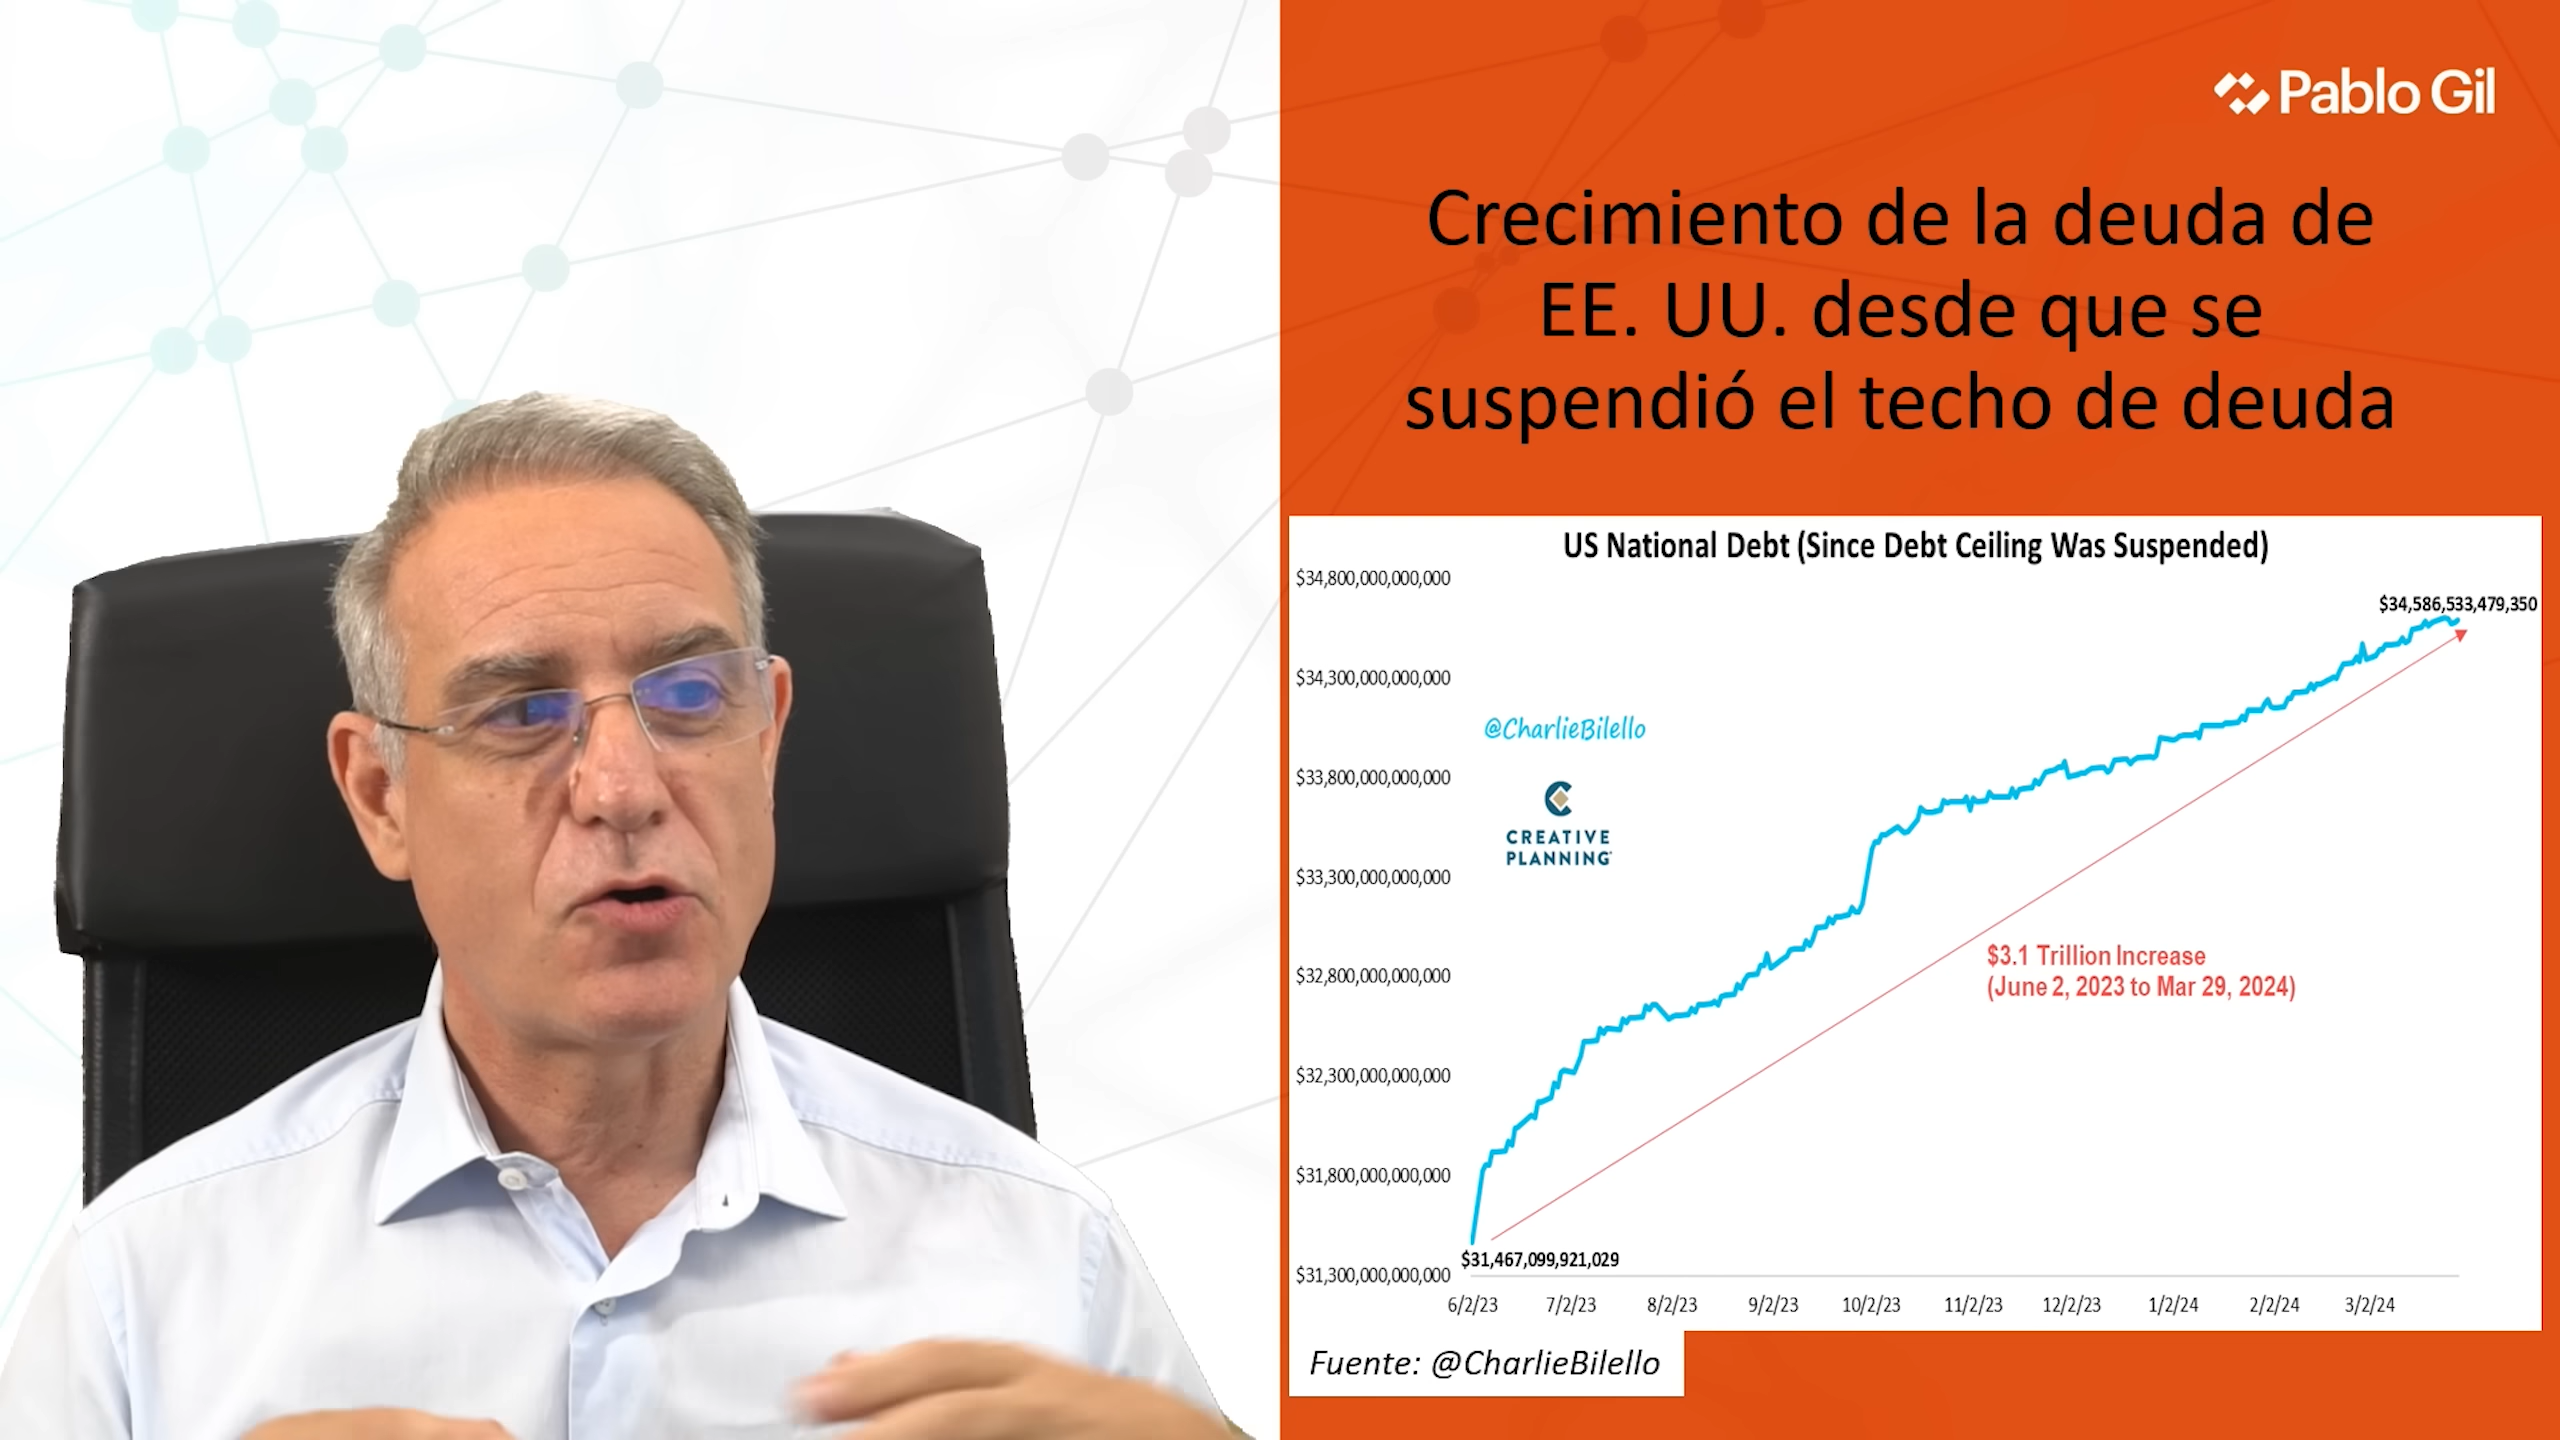 Pablo Gil
Crecimiento de la deuda de
EE. UU. desde que se
suspendió el techo de deuda
US National Debt (Since Debt Ceiling Was Suspended)
$34,800,000,000,000
$34,586,533,479,350
$34,300,000,000,000
@CharlieBilello
$33,800,000,000,000
CREATIVE
PLANNING
$33,300,000,000,000
$3.1 Trillion Increase
(June 2, 2023 to Mar 29, 2024)
$32,800,000,000,000
$32,300,000,000,000
$31,800,000,000,000
$31,467,099,921,029
$31,300,000,000,000
6/2/23 7/2/23 8/2/23 9/2/23 10/2/23 11/2/23 12/2/23 1/2/24 2/2/24 3/2/24
Fuente: @CharlieBilello